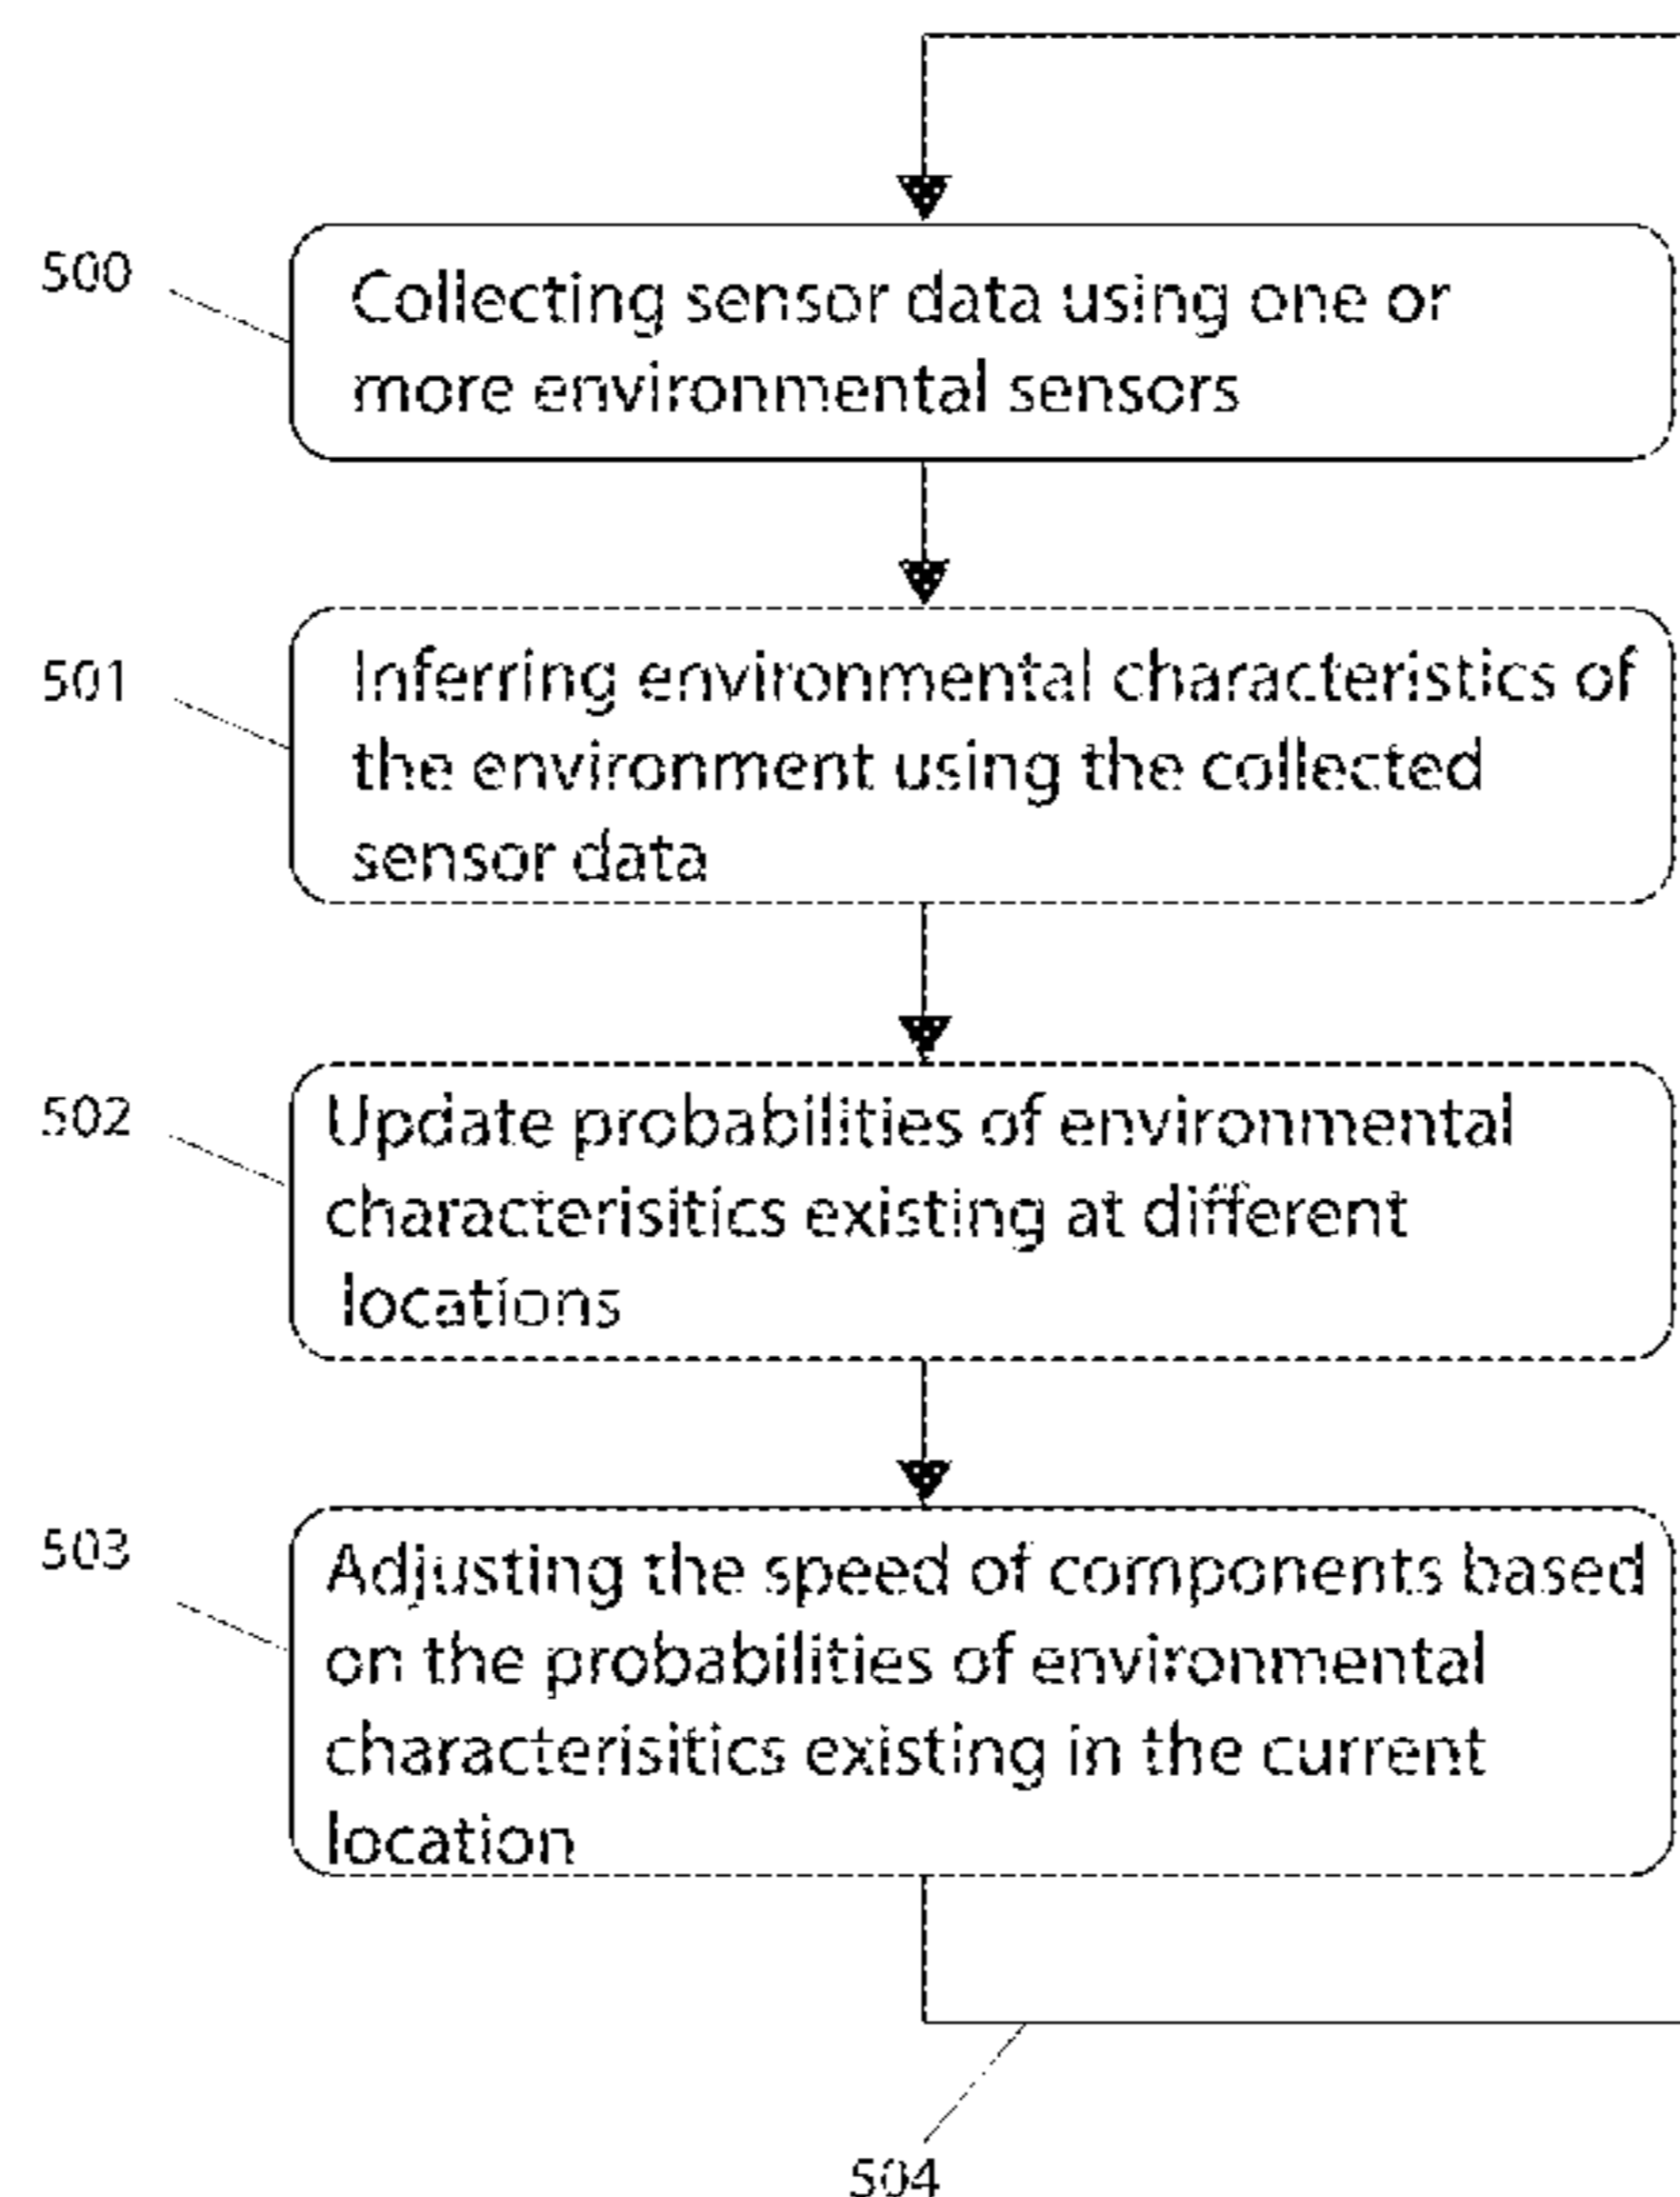 500
Collecting sensor data using one or
more environmental sensors
501
Inferring environmental characteristics of
the environment using the collected
sensor data
502
Update probabilities of environmental
characterisitics existing at different
locations
503
Adjusting the speed of components based
on the probabilities of environmental
characterisitics existing in the current
location
504